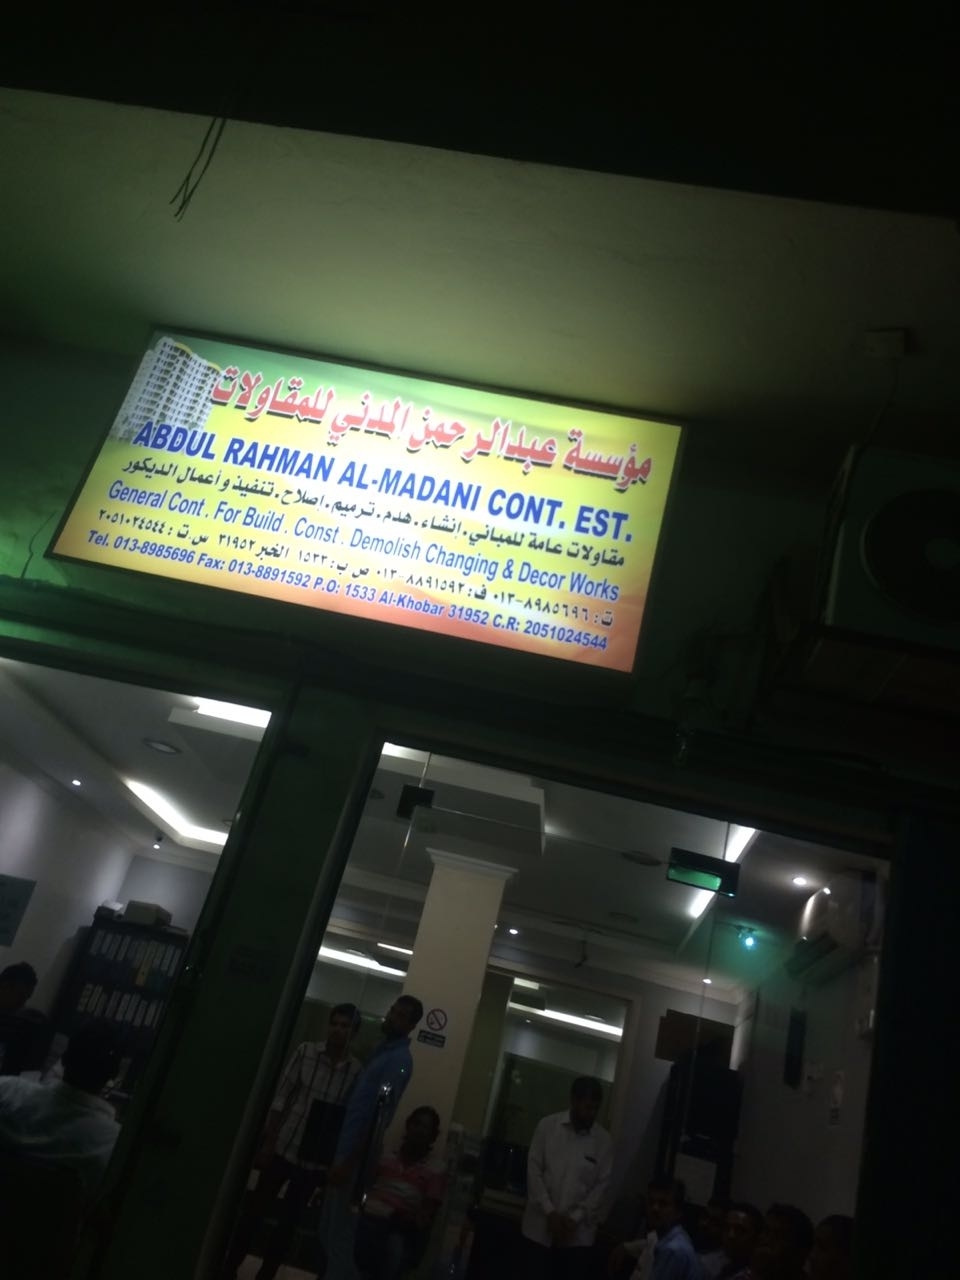 مؤسسة عبدالرحمن المدني للمقاولات
ABDUL RAHMAN AL-MADANI CONT. EST.
مقاولات عامة للمباني - إنشاء - هدم - ترميم - إصلاح - تنفيذ و أعمال الديكور
General Cont . For Build . Const . Demolish Changing & Decor Works
ت : ٠١٣-٨٩٨٥٦٩٦ ف : ٠١٣-٨٨٩١٥٩٢ ص ب : ١٥٣٣ الخبر ٣١٩٥٢ س.ت : ٢٠٥١٠٢٤٥٤٤
Tel. 013-8985696 Fax: 013-8891592 P.O: 1533 Al-Khobar 31952 C.R: 2051024544